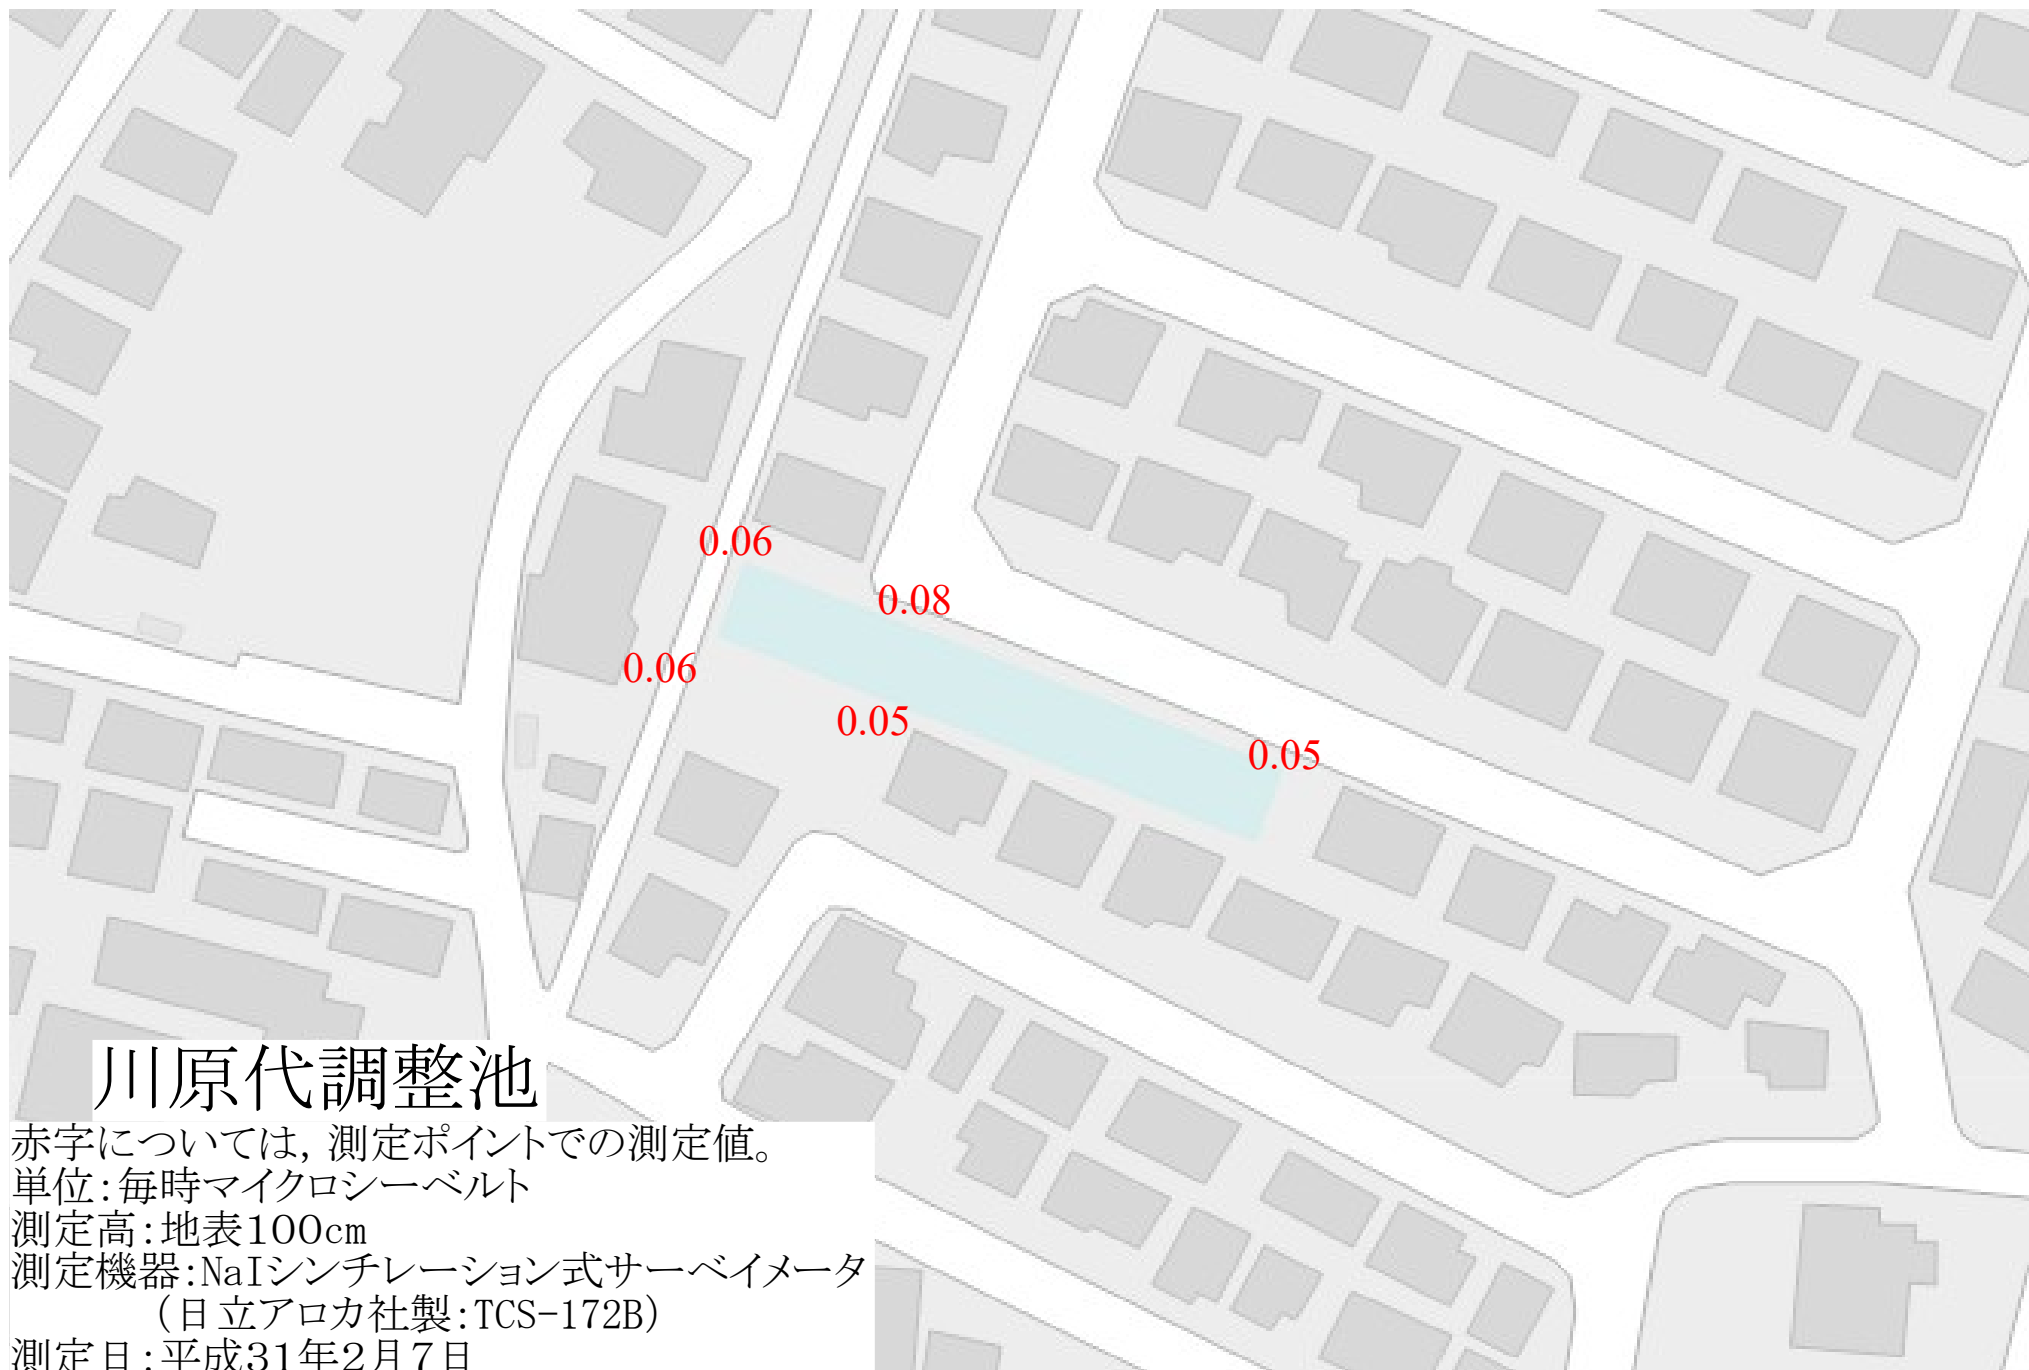 0.06
0.08
0.06
0.05
0.05
川原代調整池
赤字については，測定ポイントでの測定値。
単位：毎時マイクロシーベルト
測定高：地表100cm
測定機器：NaIシンチレーション式サーベイメータ
（日立アロカ社製：TCS-172B）
測定日：平成31年2月7日